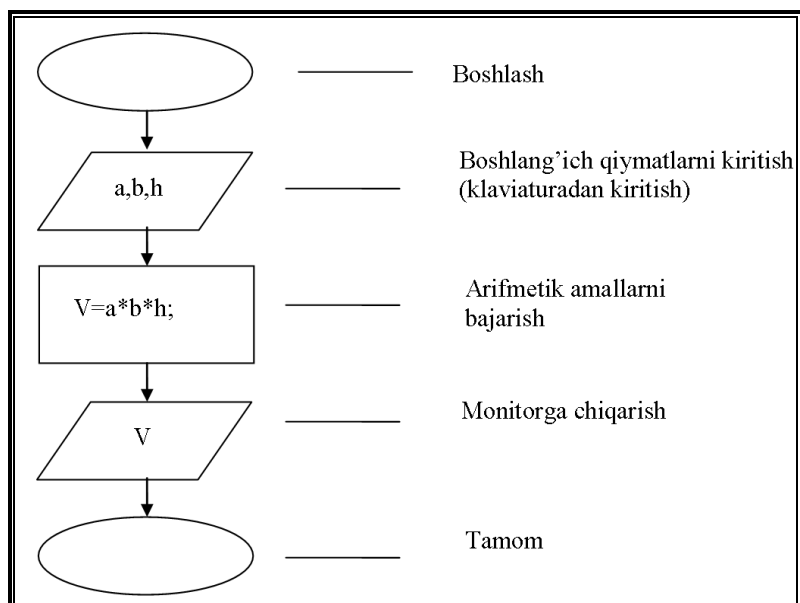 Boshlash
a,b,h
Boshlang’ich qiymatlarni kiritish
(klaviaturadan kiritish)
V=a*b*h;
Arifmetik amallarni
bajarish
V
Monitorga chiqarish
Tamom